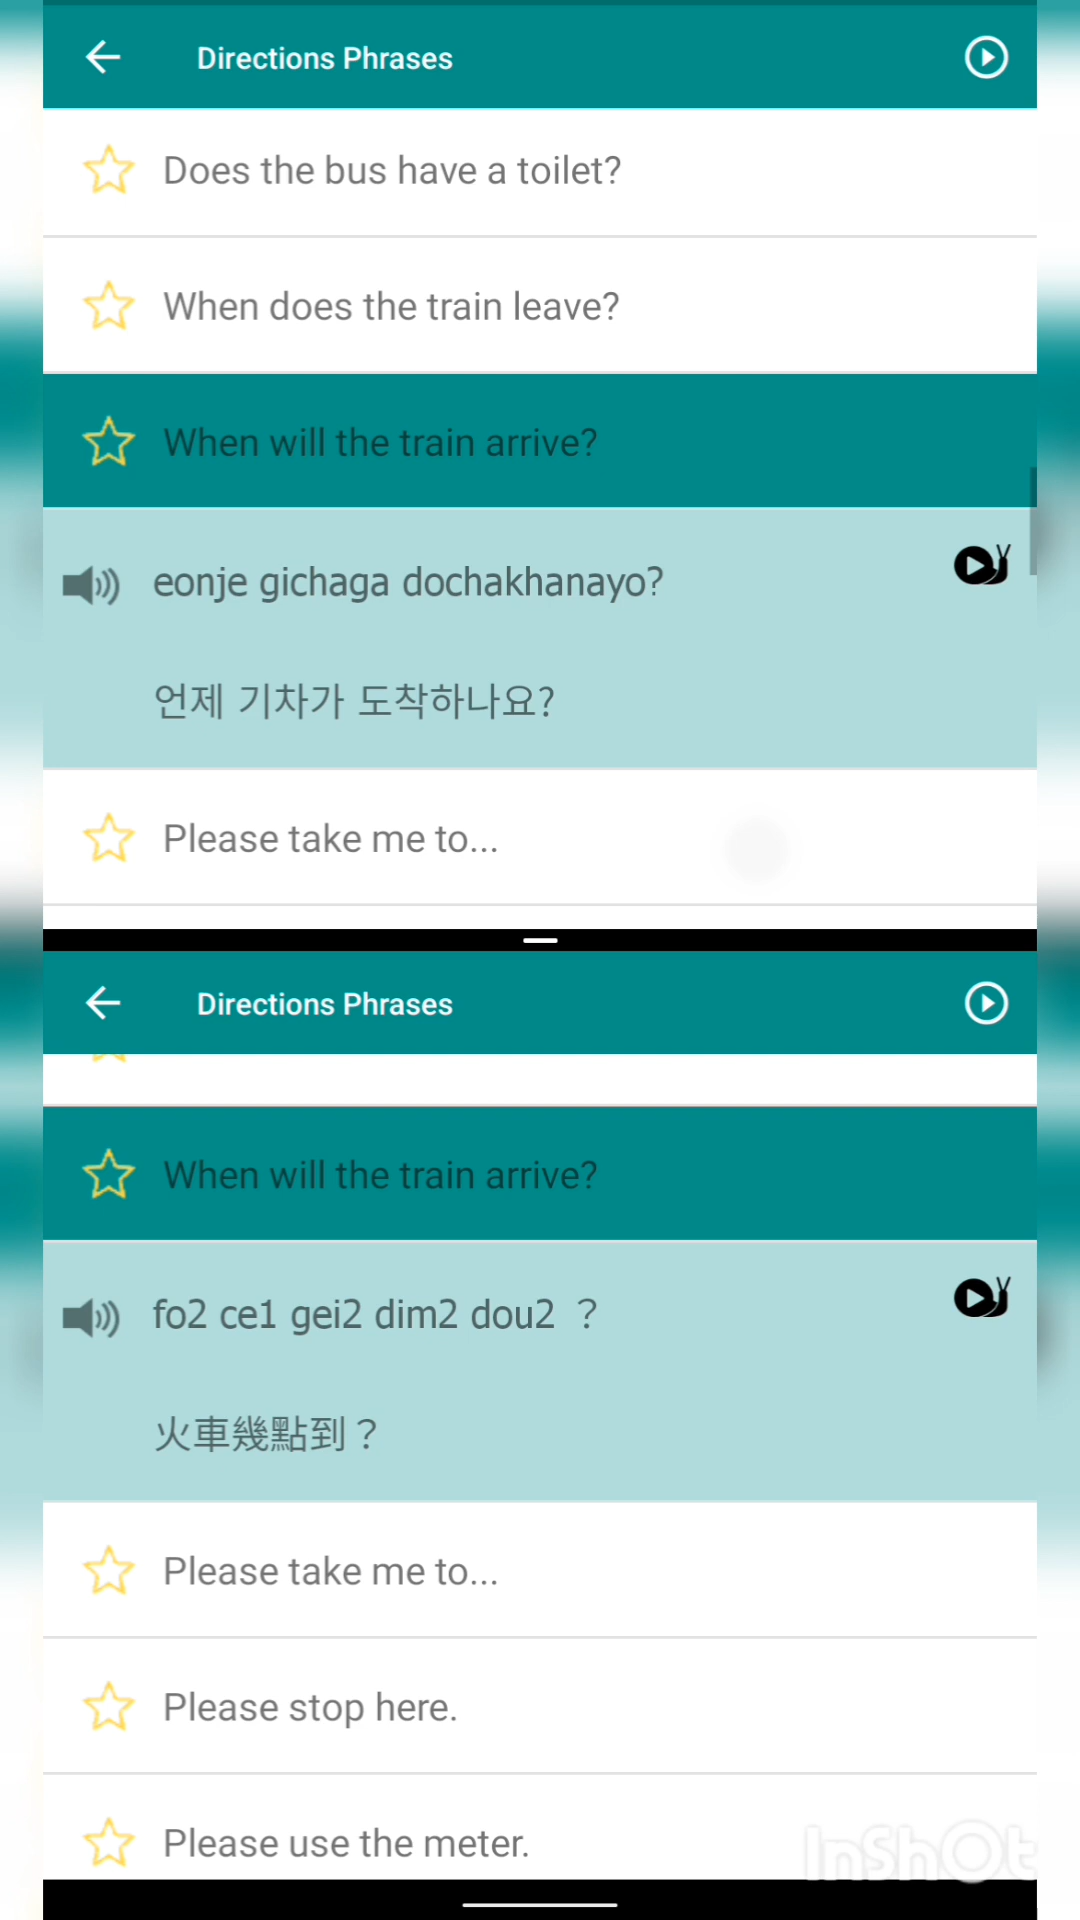 Directions Phrases
Does the bus have a toilet?
When does the train leave?
When will the train arrive?
eonje gichaga dochakhanayo?
언제 기차가 도착하나요?
Please take me to...
Directions Phrases
When will the train arrive?
fo2 ce1 gei2 dim2 dou2 ？
火車幾點到？
Please take me to...
Please stop here.
Please use the meter.
InShOt